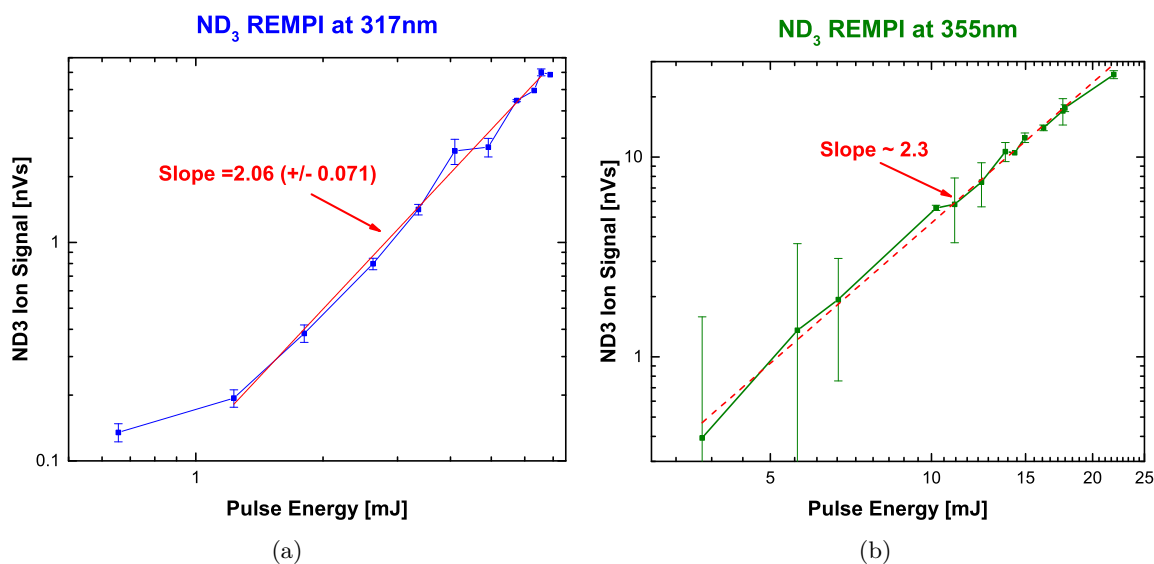 ND3 REMPI at 317nm
ND3 Ion Signal [nVs]
1
0.1
Slope =2.06 (+/- 0.071)
1
Pulse Energy [mJ]
(a)
ND3 REMPI at 355nm
ND3 Ion Signal [nVs]
10
1
Slope ~ 2.3
5
10
15
20
25
Pulse Energy [mJ]
(b)